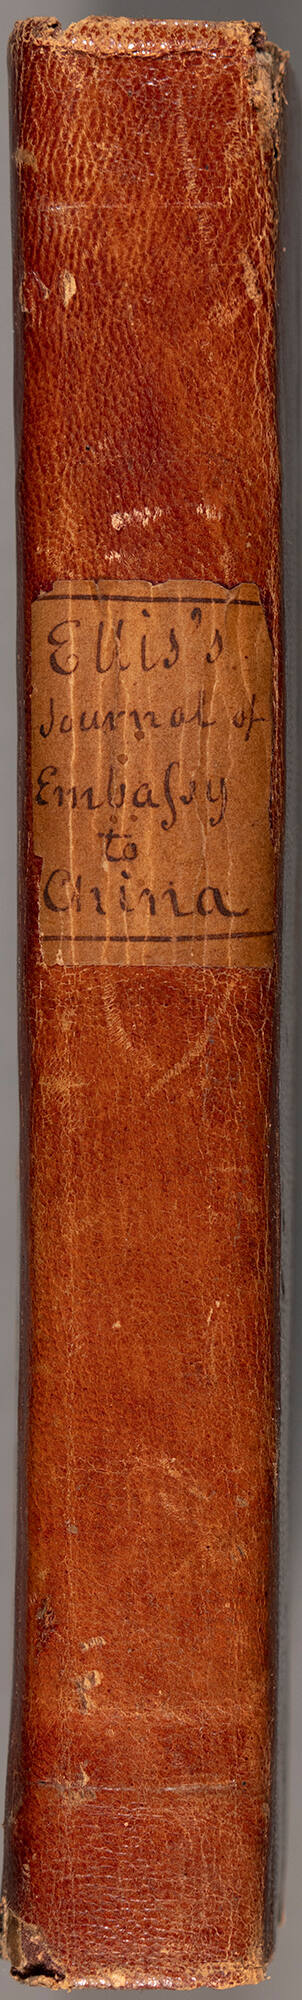 Ellis's
Journal of
Embaſsy
to
China